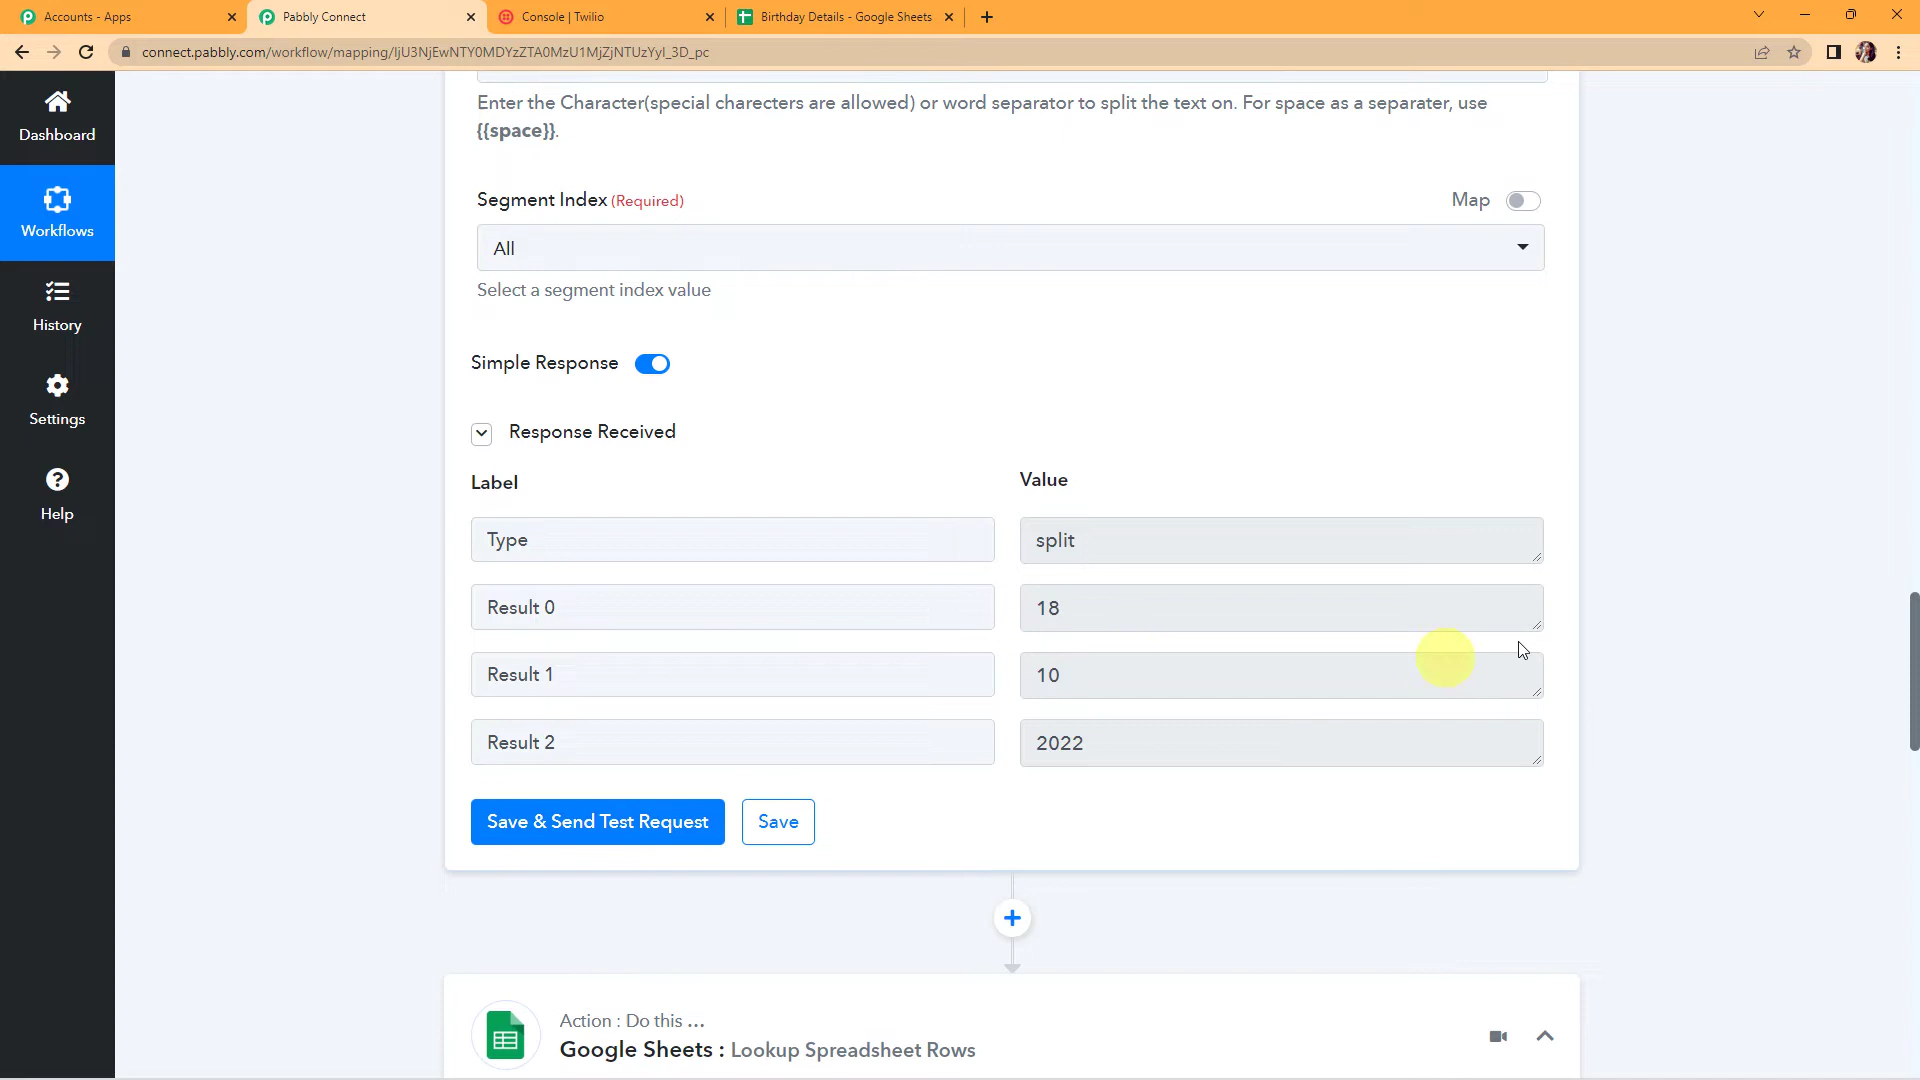 Accounts - Apps
Pabbly Connect
Console | Twilio
Birthday Details - Google Sheets
connect.pabbly.com/workflow/mapping/IjU3NjEwNTY0MDYzZTA0MzU1MjZjNTUzYyI_3D_pc
Dashboard
Workflows
History
Settings
Help
Enter the Character(special charecters are allowed) or word separator to split the text on. For space as a separater, use
{{space}}.
Segment Index (Required)
Map
All
Select a segment index value
Simple Response
Response Received
Label
Value
Type
split
Result 0
18
Result 1
10
Result 2
2022
Save & Send Test Request
Save
Action : Do this ...
Google Sheets : Lookup Spreadsheet Rows